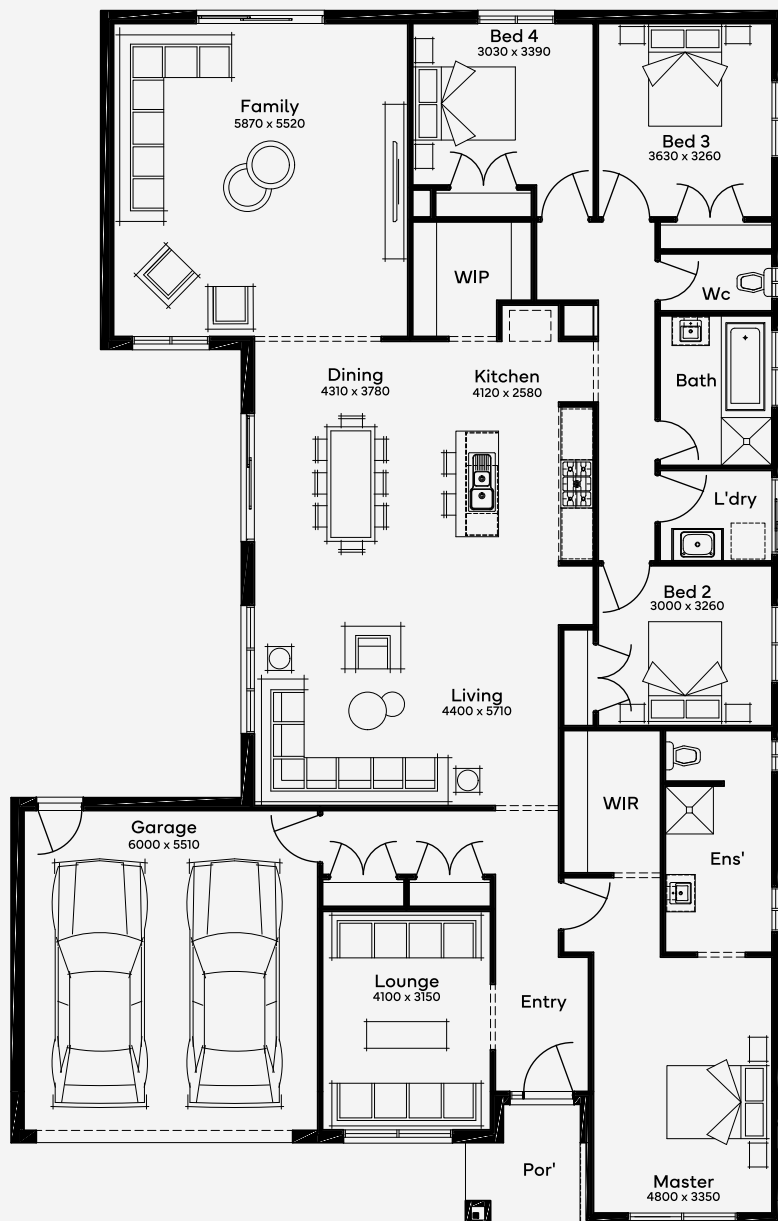 Bed 4
3030 x 3390
Family
5870 x 5520
Bed 3
3630 x 3260
WIP
Wc
Dining
4310 x 3780
Kitchen
4120 x 2580
Bath
L'dry
Bed 2
3000 x 3260
Living
4400 x 5710
WIR
Garage
6000 x 5510
Ens'
Lounge
4100 x 3150
Entry
Por'
Master
4800 x 3350